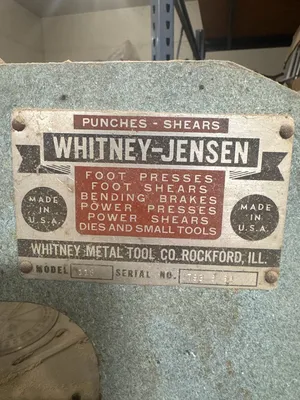 PUNCHES - SHEARS
WHITNEY-JENSEN
FOOT PRESSES
FOOT SHEARS
BENDING BRAKES
POWER PRESSES
POWER SHEARS
DIES AND SMALL TOOLS
MADE
IN
U.S.A.
MADE
IN
U.S.A.
WHITNEY METAL TOOL CO. ROCKFORD, ILL.
MODEL SERIAL NO.